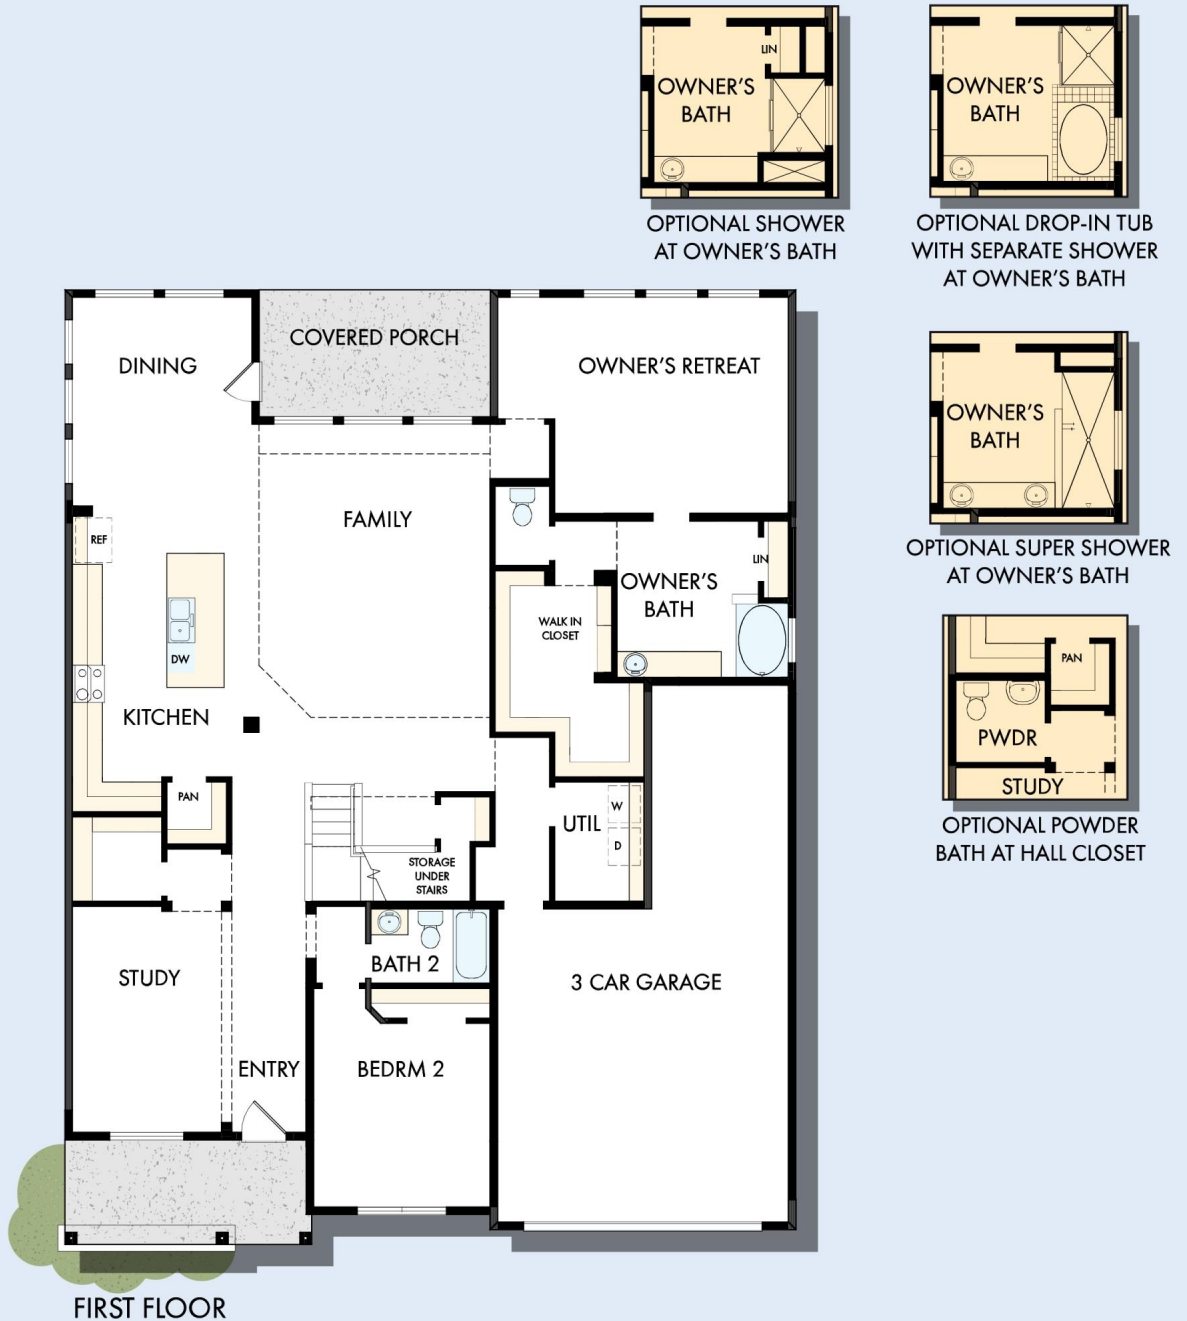 LIN
OWNER'S
BATH
OPTIONAL SHOWER
AT OWNER'S BATH
OWNER'S
BATH
OPTIONAL DROP-IN TUB
WITH SEPARATE SHOWER
AT OWNER'S BATH
OWNER'S
BATH
OPTIONAL SUPER SHOWER
AT OWNER'S BATH
PAN
PWDR
STUDY
OPTIONAL POWDER
BATH AT HALL CLOSET
COVERED PORCH
DINING
OWNER'S RETREAT
FAMILY
REF
LIN
OWNER'S
BATH
WALK IN
CLOSET
DW
KITCHEN
PAN
W
UTIL
D
STORAGE
UNDER
STAIRS
BATH 2
STUDY
3 CAR GARAGE
ENTRY
BEDRM 2
FIRST FLOOR